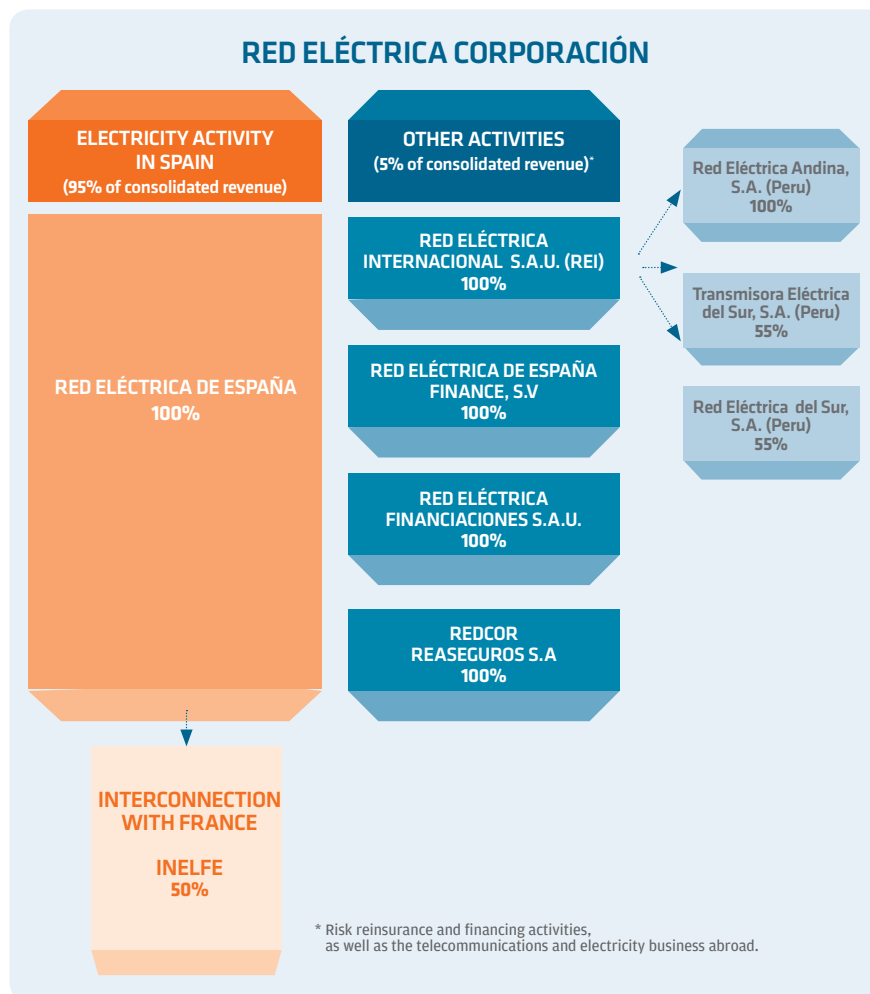 RED ELÉCTRICA CORPORACIÓN
ELECTRICITY ACTIVITY
IN SPAIN
(95% of consolidated revenue)
RED ELÉCTRICA DE ESPAÑA
100%
INTERCONNECTION
WITH FRANCE
INELFE
50%
OTHER ACTIVITIES
(5% of consolidated revenue)*
RED ELÉCTRICA
INTERNACIONAL S.A.U. (REI)
100%
RED ELÉCTRICA DE ESPAÑA
FINANCE, S.V
100%
RED ELÉCTRICA
FINANCIACIONES S.A.U.
100%
REDCOR
REASEGUROS S.A
100%
Red Eléctrica Andina,
S.A. (Peru)
100%
Transmisora Eléctrica
del Sur, S.A. (Peru)
55%
Red Eléctrica del Sur,
S.A. (Peru)
55%
* Risk reinsurance and financing activities,
as well as the telecommunications and electricity business abroad.